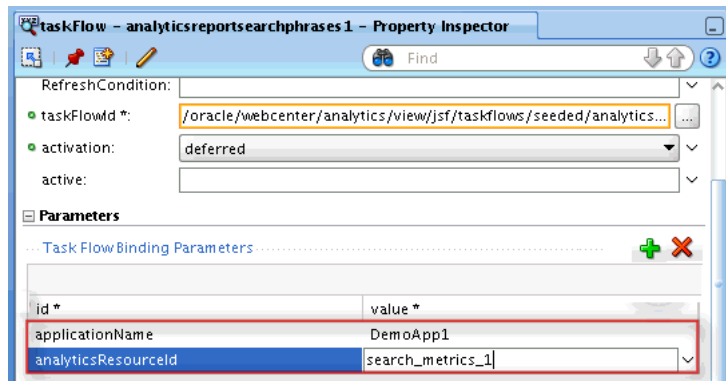 taskFlow - analyticsreportsearchphrases1 - Property Inspector
Find
RefreshCondition:
taskFlowId *: /oracle/webcenter/analytics/view/jsf/taskflows/seeded/analytics... ...
activation: deferred
active:
Parameters
Task Flow Binding Parameters
id * value *
applicationName DemoApp1
analyticsResourceId search_metrics_1